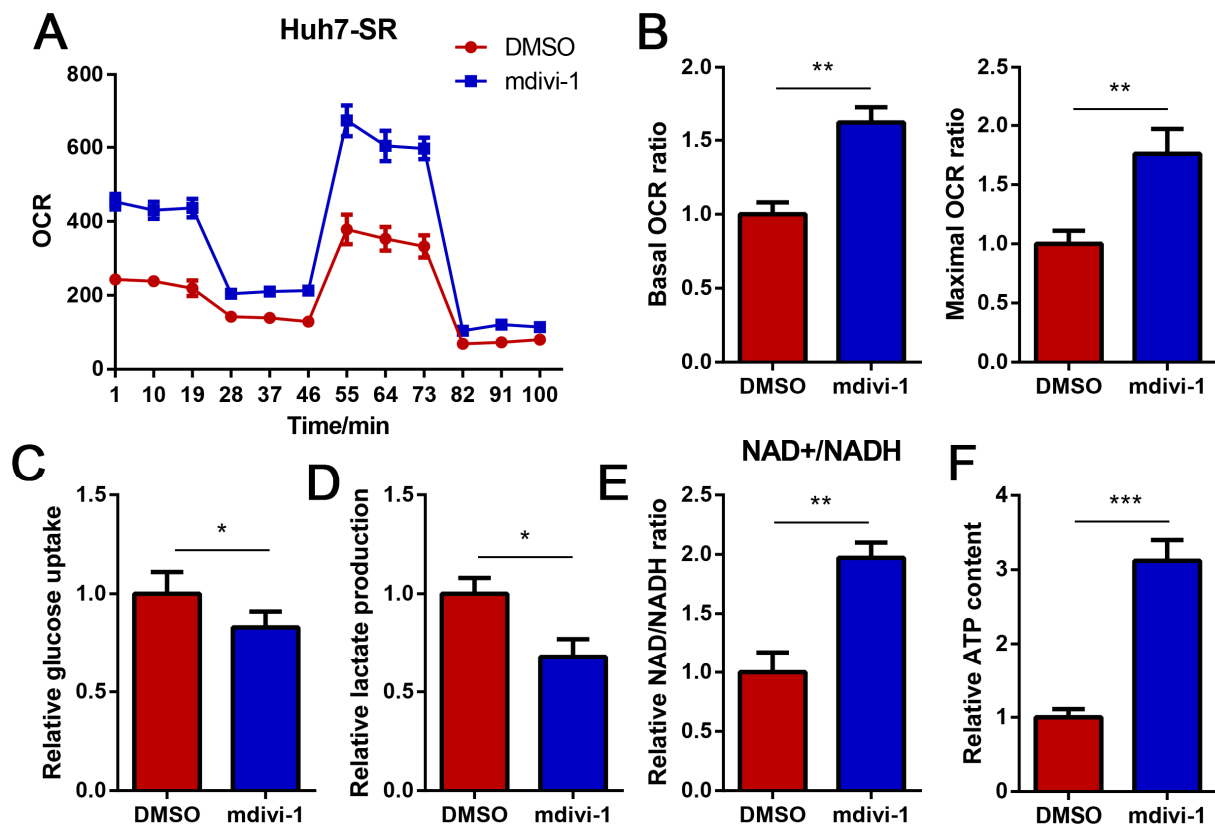 A
Huh7-SR
DMSO
mdivi-1
OCR
800
600
400
200
0
1 10 19 28 37 46 55 64 73 82 91 100
Time/min
B
**
Basal OCR ratio
2.0
1.5
1.0
0.5
0.0
DMSO mdivi-1
**
Maximal OCR ratio
2.5
2.0
1.5
1.0
0.5
0.0
DMSO mdivi-1
C
*
Relative glucose uptake
1.5
1.0
0.5
0.0
DMSO mdivi-1
D
*
Relative lactate production
1.5
1.0
0.5
0.0
DMSO mdivi-1
E
NAD+/NADH
**
Relative NAD/NADH ratio
2.5
2.0
1.5
1.0
0.5
0.0
DMSO mdivi-1
F
***
Relative ATP content
4
3
2
1
0
DMSO mdivi-1